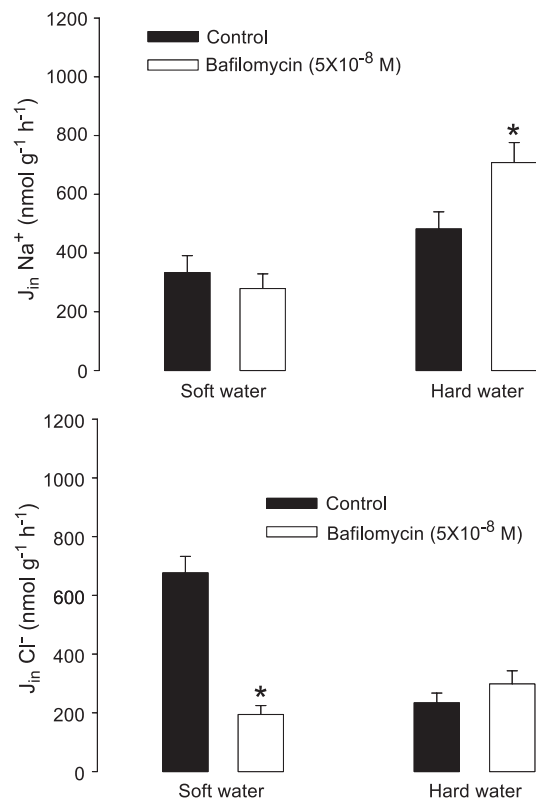 1200
Control
Bafilomycin (5X10⁻⁸ M)
1000
800
*
600
400
200
0
J_in Na⁺ (nmol g⁻¹ h⁻¹)
Soft water
Hard water
1200
1000
Control
Bafilomycin (5X10⁻⁸ M)
800
600
400
*
200
0
J_in Cl⁻ (nmol g⁻¹ h⁻¹)
Soft water
Hard water